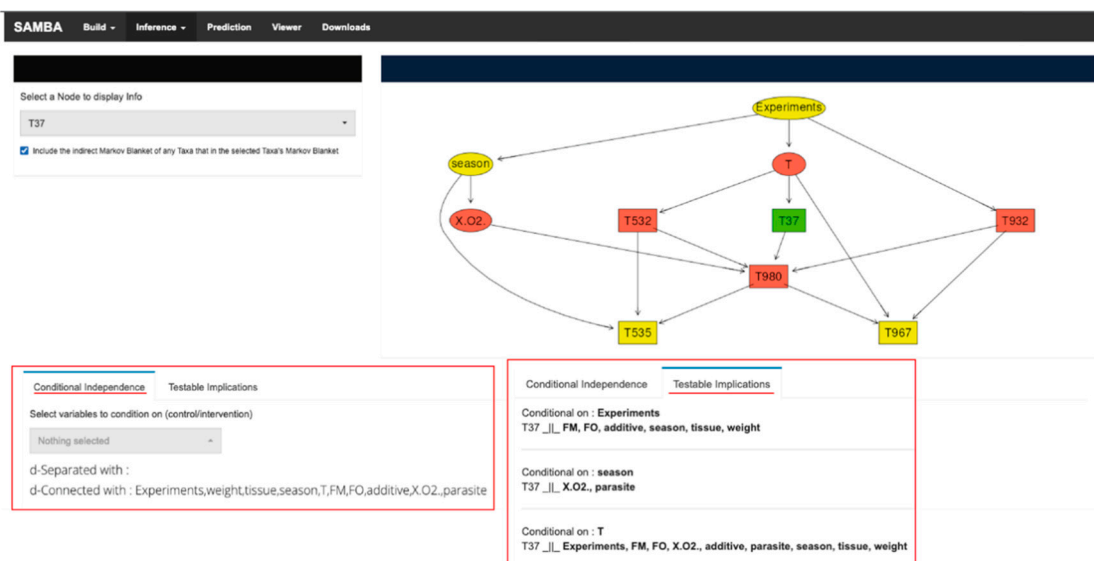 SAMBA Build Inference Prediction Viewer Downloads
Select a Node to display Info
T37
Include the indirect Markov Blanket of any Taxa that in the selected Taxa's Markov Blanket
Experiments
season
T
X.O2.
T532
T37
T932
T980
T535
T967
Conditional Independence Testable Implications
Select variables to condition on (control/intervention)
Nothing selected
d-Separated with :
d-Connected with : Experiments,weight,tissue,season,T,FM,FO,additive,X.O2.,parasite
Conditional Independence Testable Implications
Conditional on : Experiments
T37 _||_ FM, FO, additive, season, tissue, weight
Conditional on : season
T37 _||_ X.O2., parasite
Conditional on : T
T37 _||_ Experiments, FM, FO, X.O2., additive, parasite, season, tissue, weight